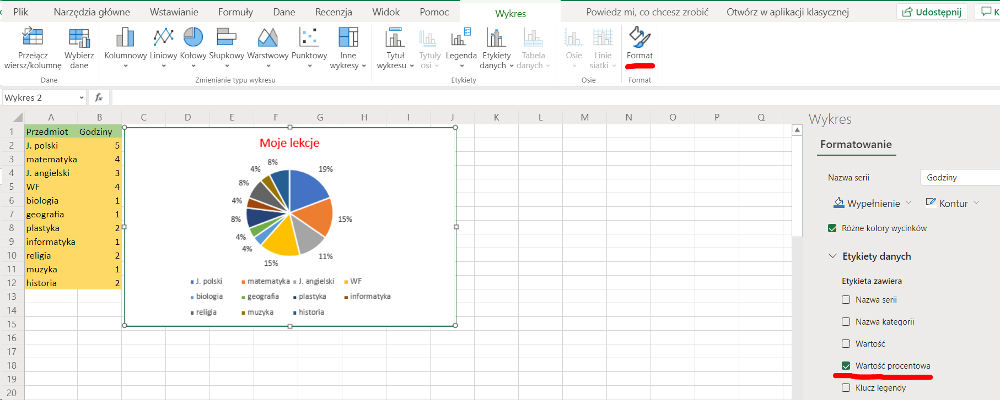 Plik Narzędzia główne Wstawianie Formuły Dane Recenzja Widok Pomoc Wykres Powiedz mi, co chcesz zrobić Otwórz w aplikacji klasycznej Udostępnij K
Przełącz wiersz/kolumnę
Wybierz dane
Kolumnowy
Liniowy
Kołowy
Słupkowy
Warstwowy
Punktowy
Inne wykresy
Tytuł wykresu
Tytuły osi
Legenda
Etykiety danych
Tabela danych
Osie
Linie siatki
Format
Dane
Zmienianie typu wykresu
Etykiety
Osie
Format
Wykres 2
fx
A B C D E F G H I J K L M N O P Q
1 Przedmiot Godziny
2 J. polski 5
3 matematyka 4
4 J. angielski 3
5 WF 4
6 biologia 1
7 geografia 1
8 plastyka 2
9 informatyka 1
10 religia 2
11 muzyka 1
12 historia 2
13
14
15
16
17
18
19
20
Moje lekcje
19%
15%
11%
15%
4%
4%
8%
4%
8%
4%
8%
J. polski matematyka J. angielski WF
biologia geografia plastyka informatyka
religia muzyka historia
Wykres
Formatowanie
Nazwa serii Godziny
Wypełnienie Kontur
Różne kolory wycinków
Etykiety danych
Etykieta zawiera
Nazwa serii
Nazwa kategorii
Wartość
Wartość procentowa
Klucz legendy